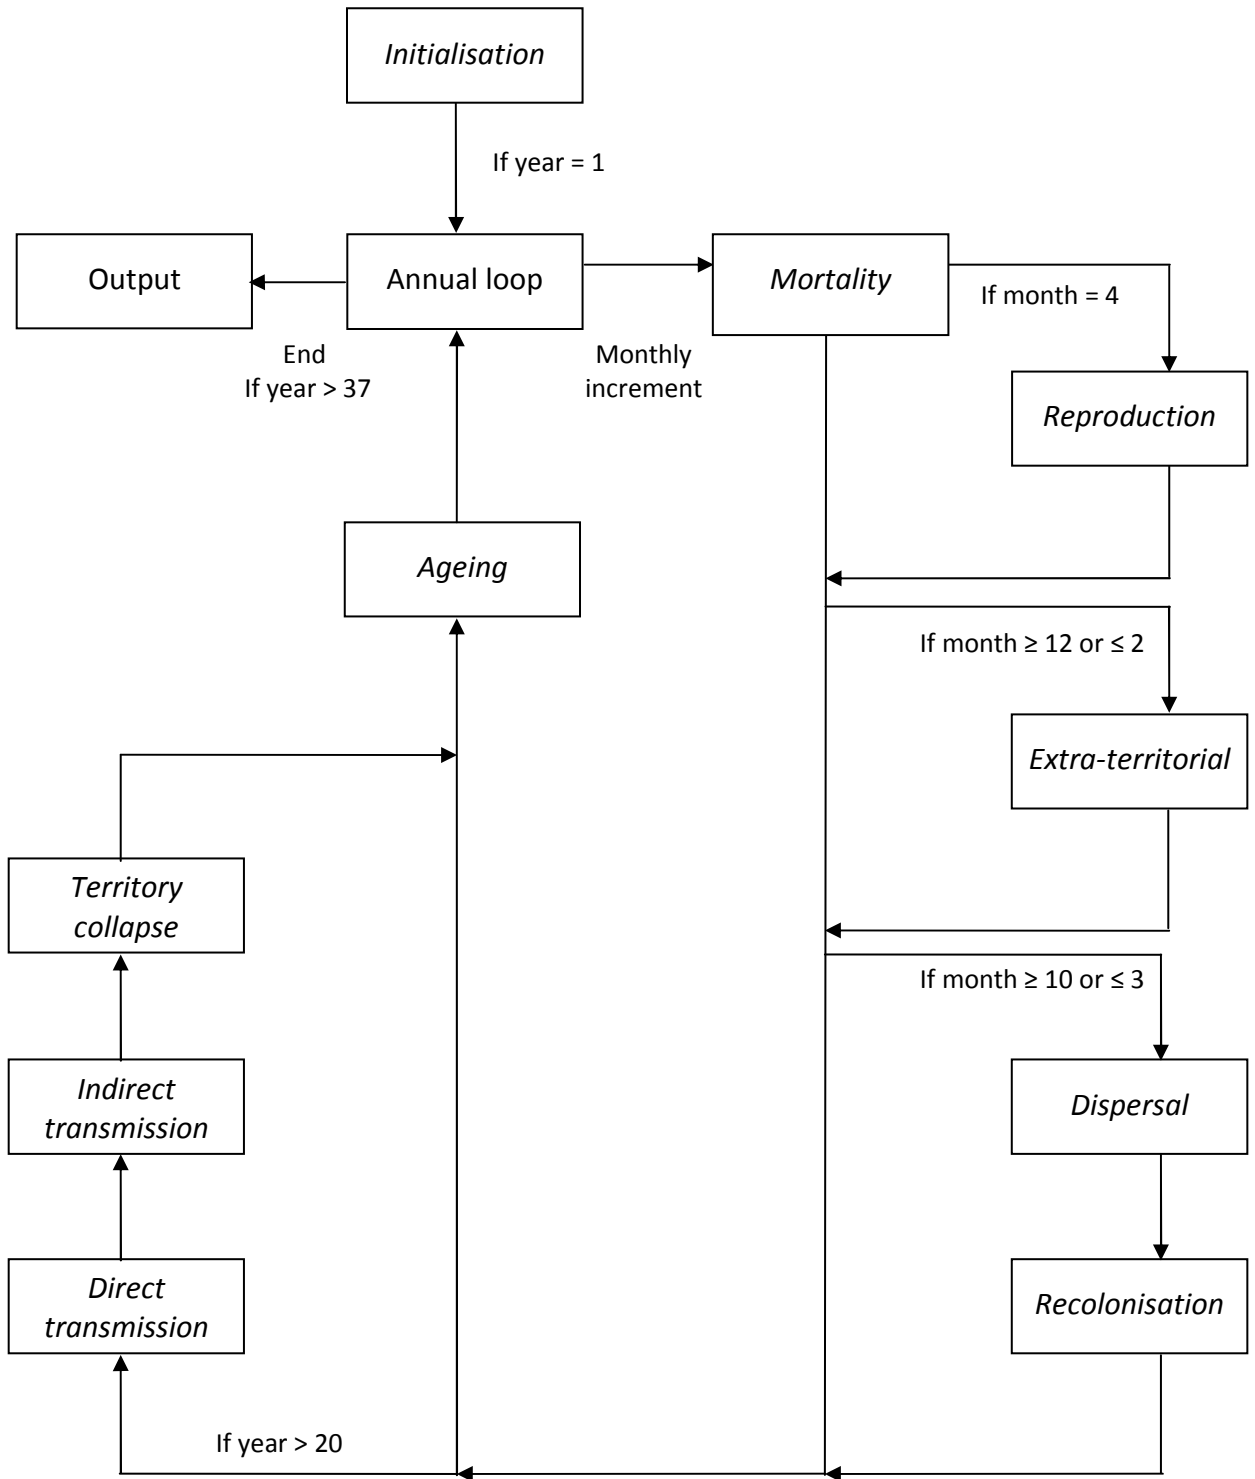 Initialisation
If year = 1
Output
Annual loop
Mortality
If month = 4
End
If year > 37
Monthly
increment
Reproduction
Ageing
If month ≥ 12 or ≤ 2
Extra-territorial
Territory
collapse
If month ≥ 10 or ≤ 3
Indirect
transmission
Dispersal
Direct
transmission
Recolonisation
If year > 20